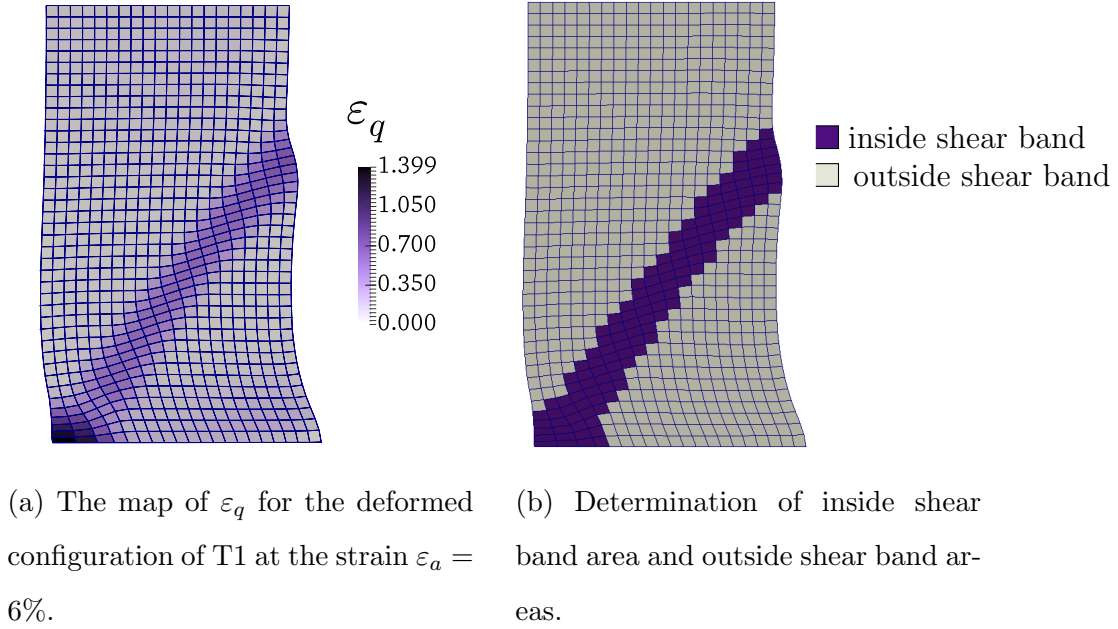 ε_q
1.399
1.050
0.700
0.350
0.000
inside shear band
outside shear band
(a) The map of ε_q for the deformed
configuration of T1 at the strain ε_a =
6%.
(b) Determination of inside shear
band area and outside shear band ar-
eas.